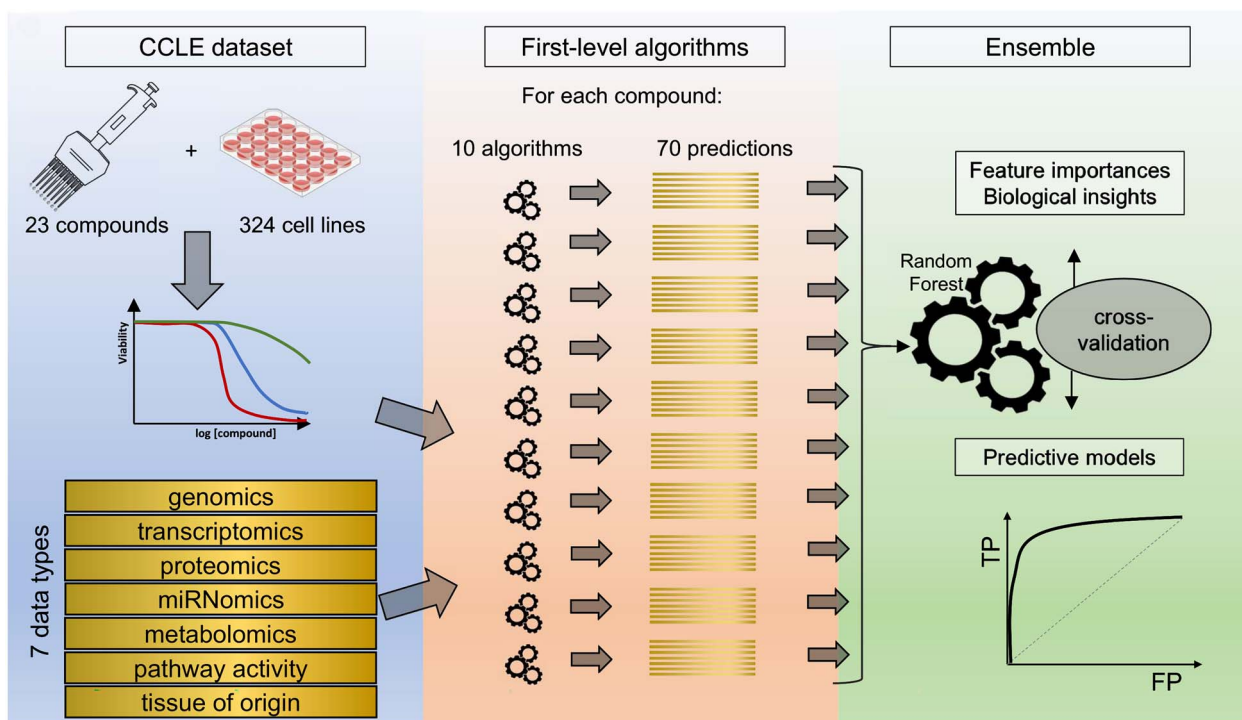 CCLE dataset
+
23 compounds
324 cell lines
Viability
log [compound]
7 data types
genomics
transcriptomics
proteomics
miRNomics
metabolomics
pathway activity
tissue of origin
First-level algorithms
For each compound:
10 algorithms
70 predictions
Ensemble
Feature importances
Biological insights
Random
Forest
cross-
validation
Predictive models
TP
FP